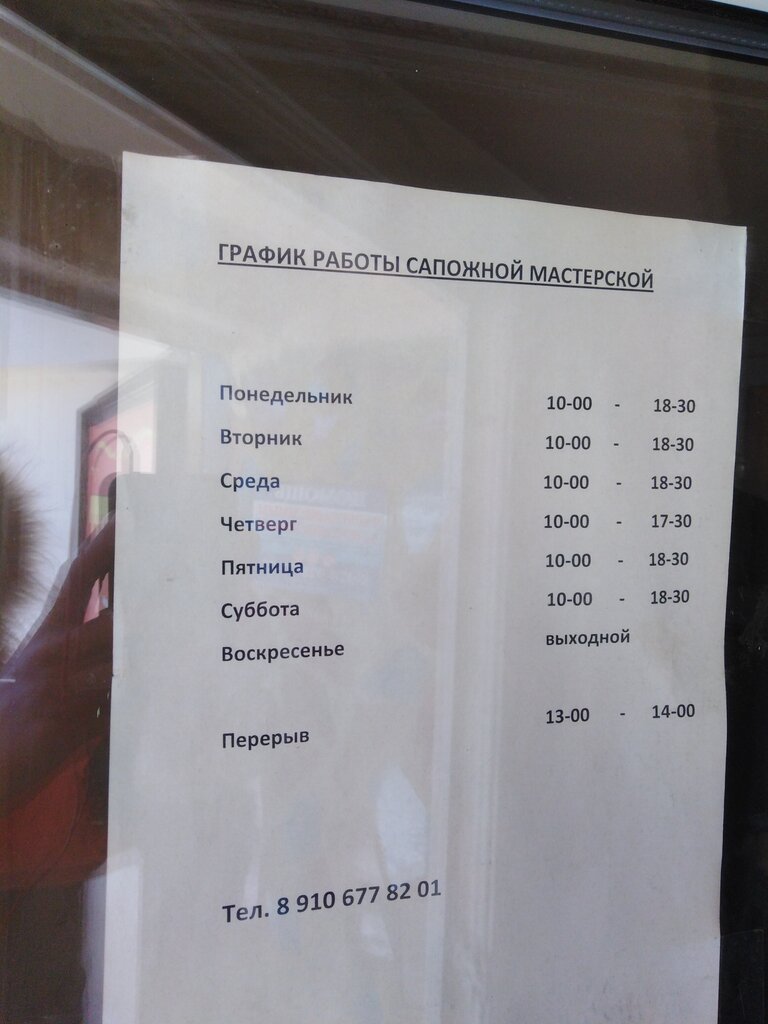 ГРАФИК РАБОТЫ САПОЖНОЙ МАСТЕРСКОЙ
Понедельник 10-00 - 18-30
Вторник 10-00 - 18-30
Среда 10-00 - 18-30
Четверг 10-00 - 17-30
Пятница 10-00 - 18-30
Суббота 10-00 - 18-30
Воскресенье выходной
Перерыв 13-00 - 14-00
Тел. 8 910 677 82 01